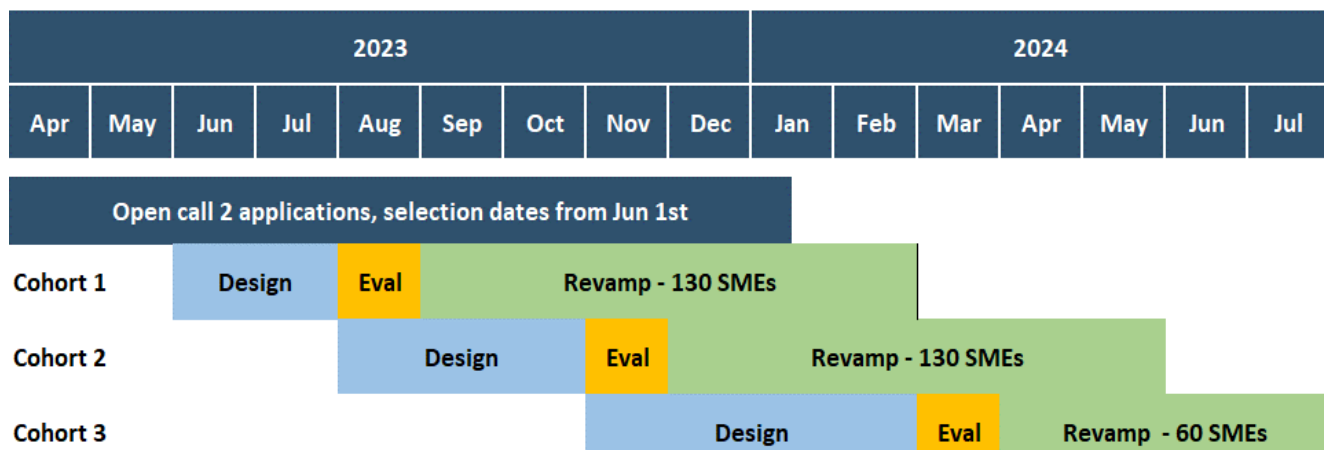 2023 2024
Apr May Jun Jul Aug Sep Oct Nov Dec Jan Feb Mar Apr May Jun Jul
Open call 2 applications, selection dates from Jun 1st
Cohort 1 Design Eval Revamp - 130 SMEs
Cohort 2 Design Eval Revamp - 130 SMEs
Cohort 3 Design Eval Revamp - 60 SMEs